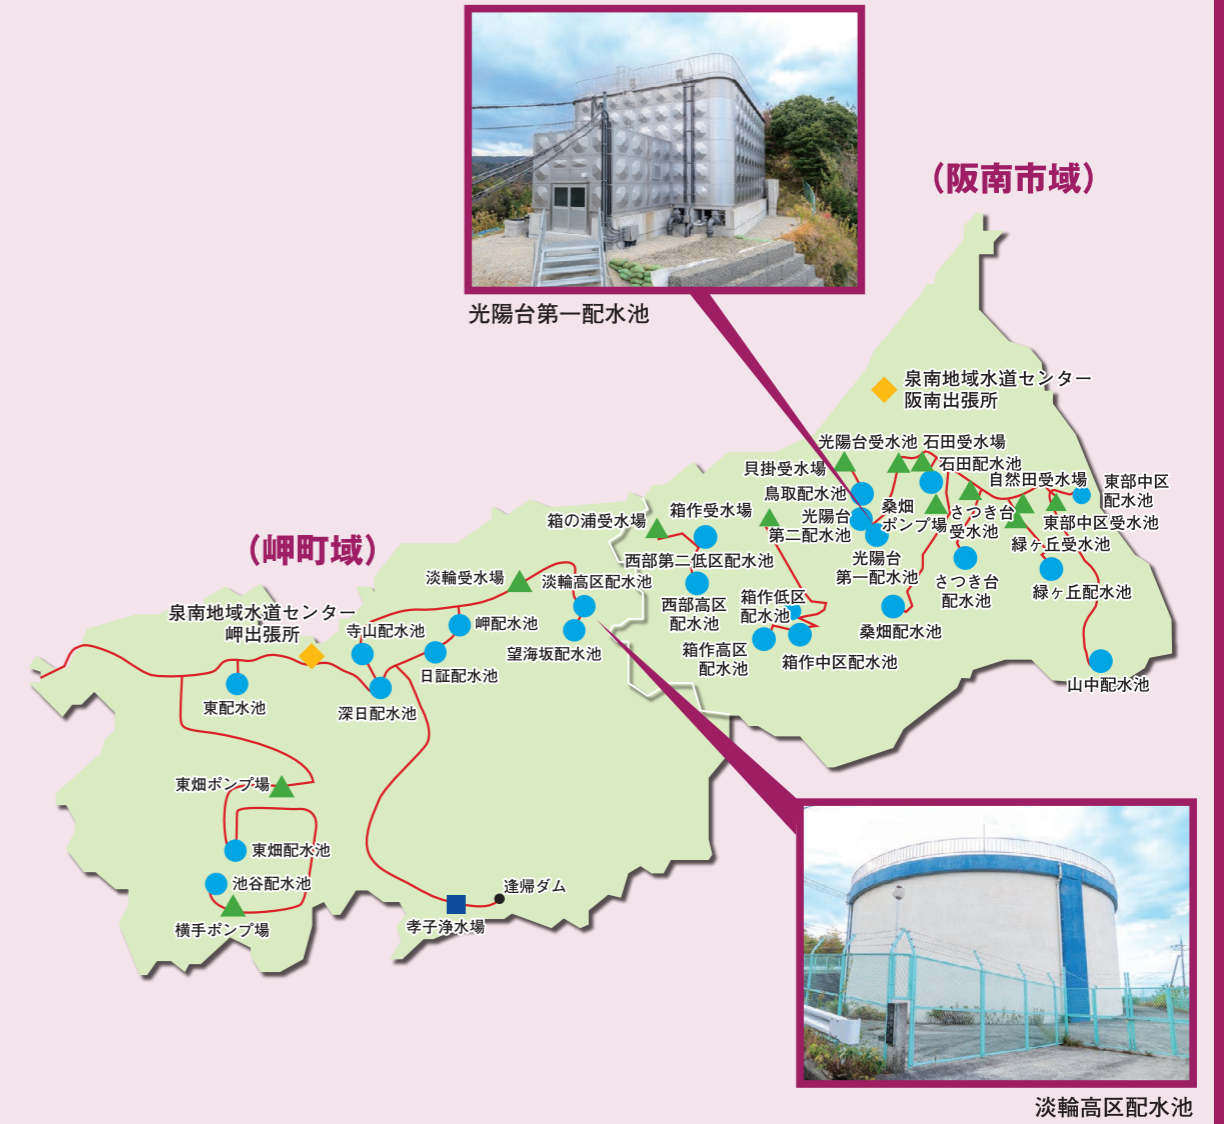 光陽台第一配水池
（阪南市域）
泉南地域水道センター
阪南出張所
光陽台受水池
石田受水場
貝掛受水場
石田配水池
自然田受水場
東部中区
配水池
鳥取配水池
桑畑
ポンプ場
さつき台
受水池
東部中区受水池
光陽台
第二配水池
箱作受水場
箱の浦受水場
緑ヶ丘受水池
光陽台
第一配水池
さつき台
配水池
緑ヶ丘配水池
西部第二低区配水池
西部高区
配水池
箱作低区
配水池
桑畑配水池
箱作高区
配水池
箱作中区配水池
山中配水池
（岬町域）
淡輪受水場
淡輪高区配水池
泉南地域水道センター
岬出張所
寺山配水池
岬配水池
望海坂配水池
日証配水池
東配水池
深日配水池
東畑ポンプ場
東畑配水池
池谷配水池
横手ポンプ場
逢帰ダム
孝子浄水場
淡輪高区配水池